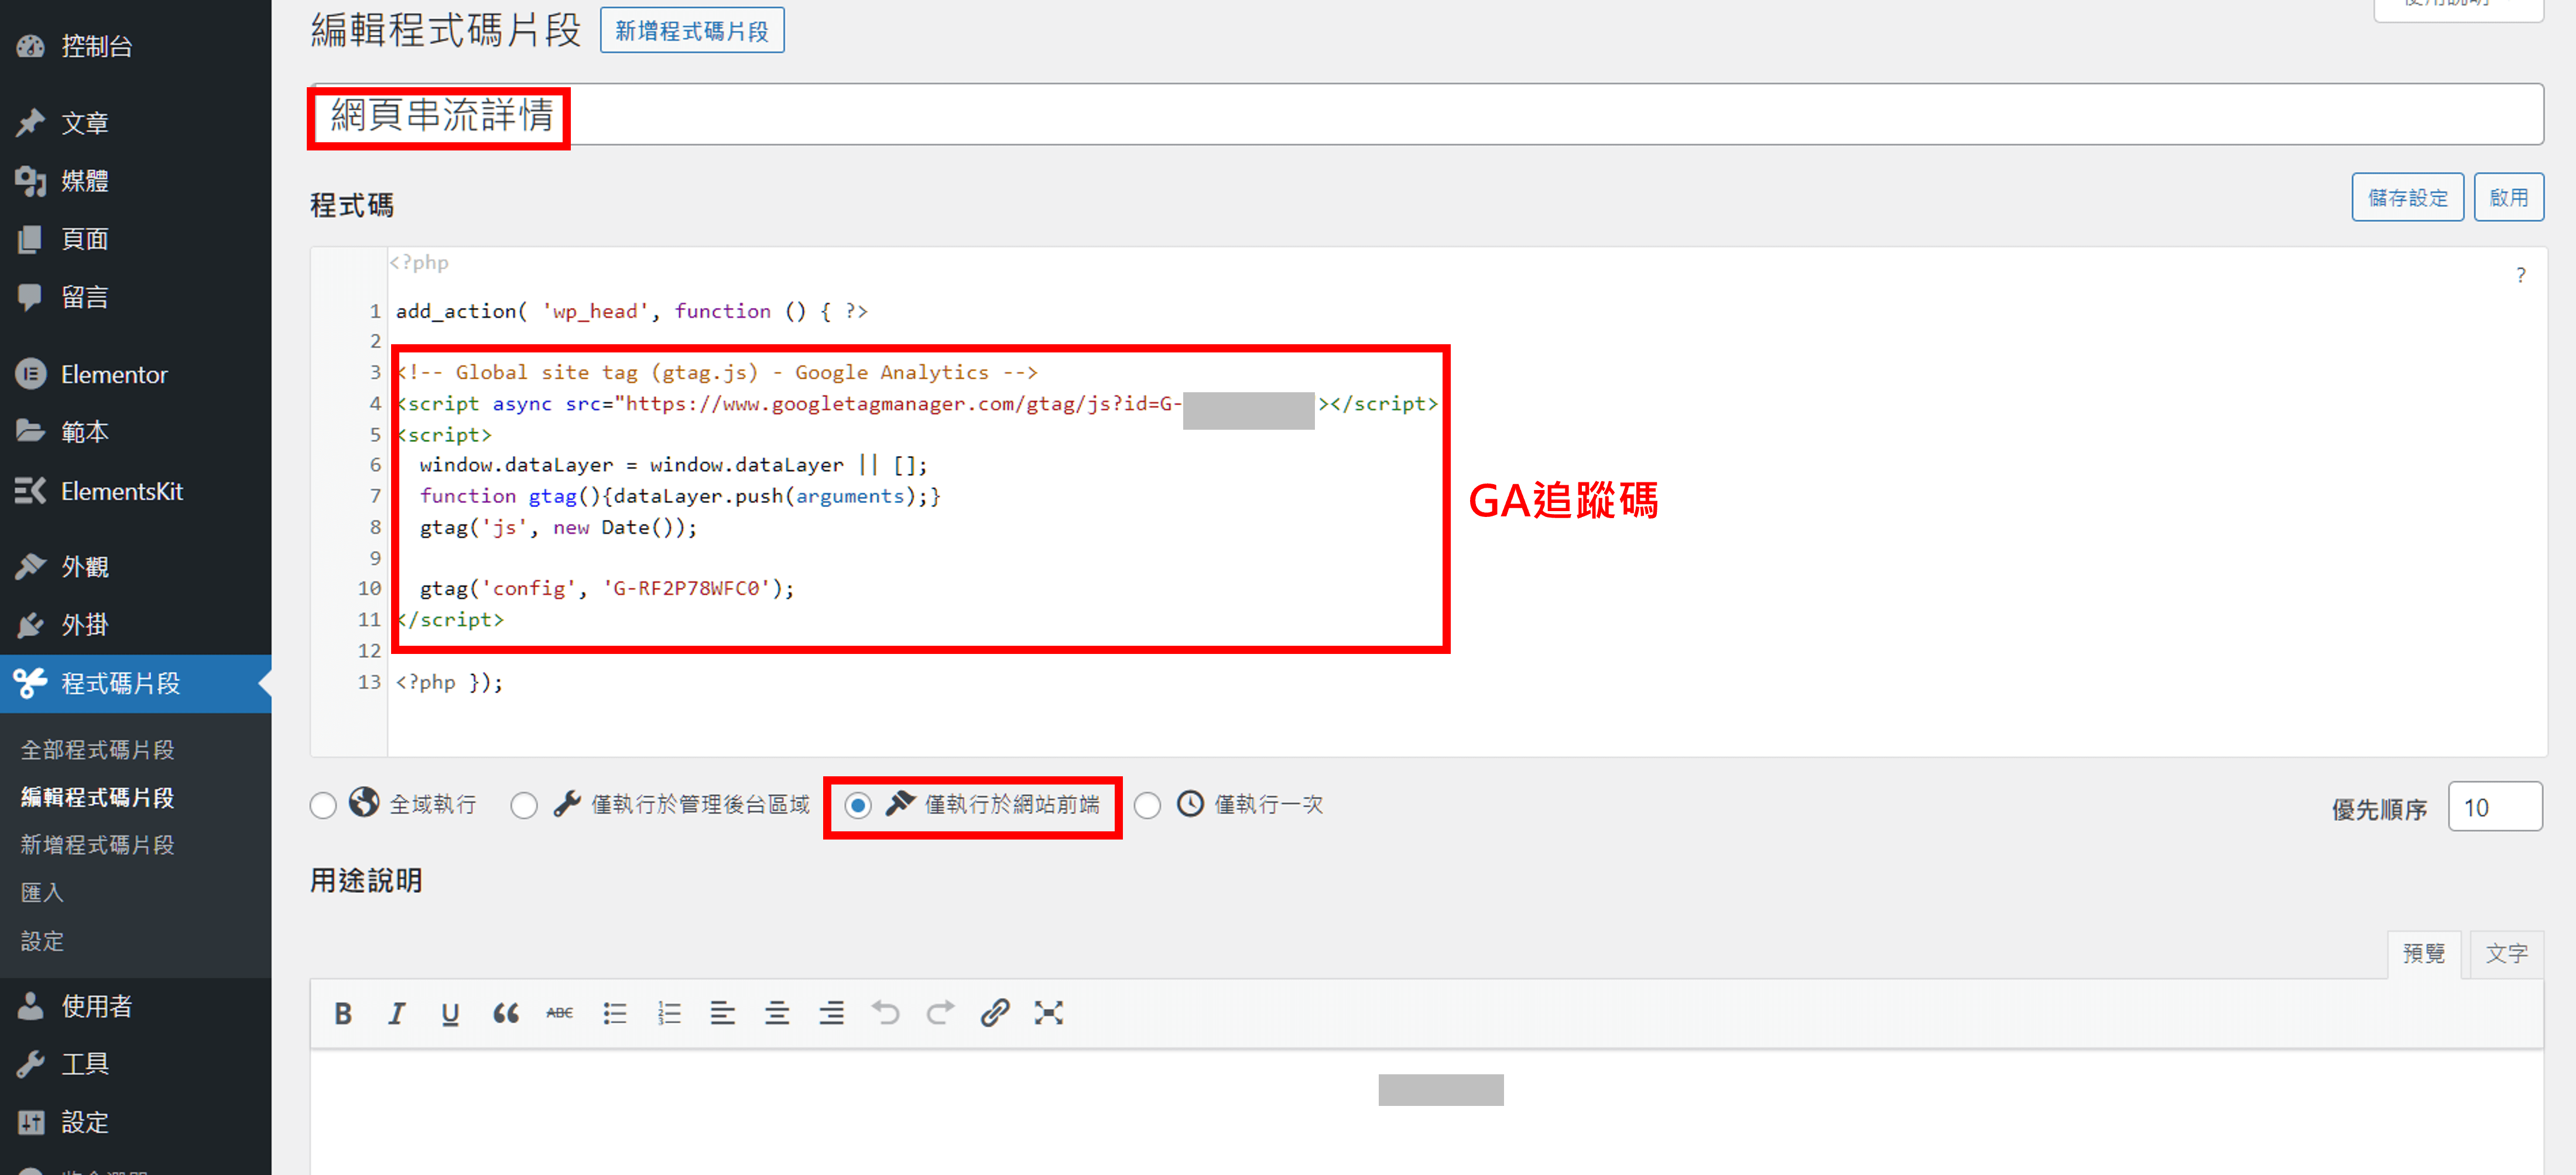 控制台
文章
媒體
頁面
留言
Elementor
範本
ElementsKit
外觀
外掛
程式碼片段
全部程式碼片段
編輯程式碼片段
新增程式碼片段
匯入
設定
使用者
工具
設定
編輯程式碼片段
新增程式碼片段
網頁串流詳情
程式碼
儲存設定
啟用
<?php
?
1 add_action( 'wp_head', function () { ?>
2
3 <!-- Global site tag (gtag.js) - Google Analytics -->
4 <script async src="https://www.googletagmanager.com/gtag/js?id=G- ></script>
5 <script>
6 window.dataLayer = window.dataLayer || [];
7 function gtag(){dataLayer.push(arguments);}
8 gtag('js', new Date());
9
10 gtag('config', 'G-RF2P78WFC0');
11 </script>
12
13 <?php });
GA追蹤碼
全域執行
僅執行於管理後台區域
僅執行於網站前端
僅執行一次
優先順序 10
用途說明
預覽
文字
B I U ABC